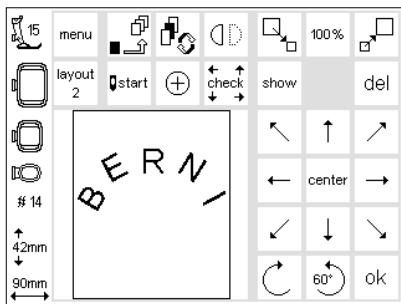 15 menu 100%
layout
2
start check show del
BERNI
center
# 14
42mm
90mm 60° ok